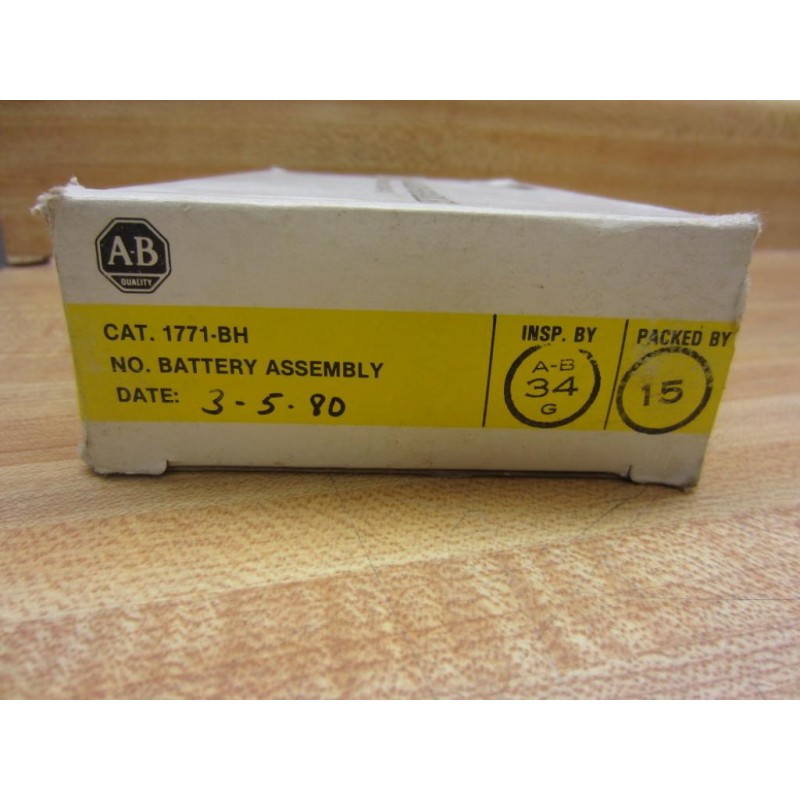 A-B
QUALITY
CAT. 1771-BH
NO. BATTERY ASSEMBLY
DATE: 3-5-80
INSP. BY
A-B
34
G
PACKED BY
15